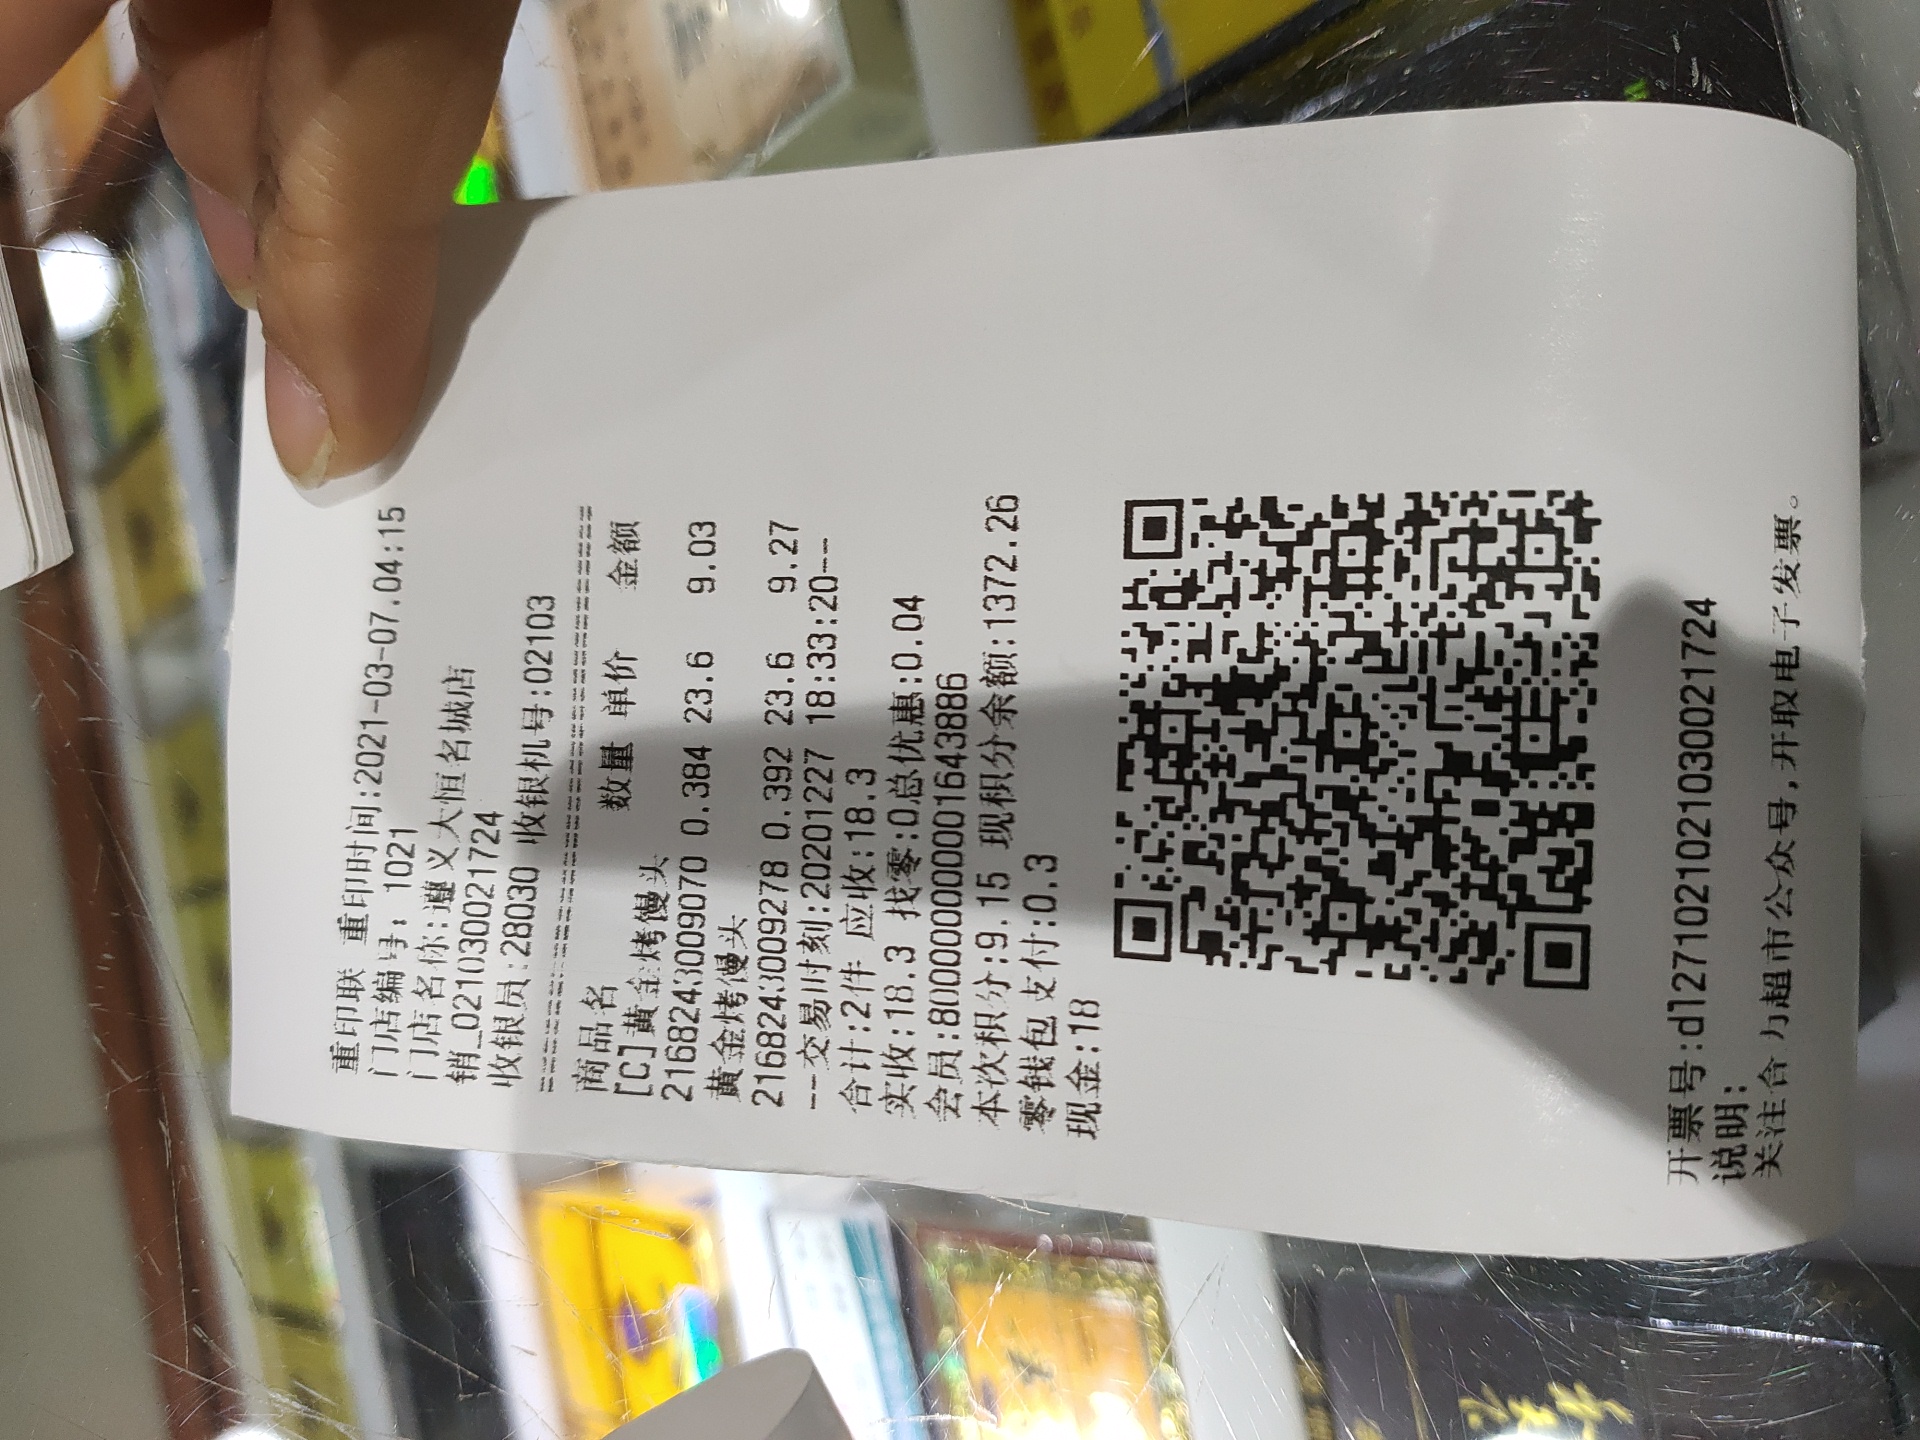 重印联 重印时间:2021-03-07.04:15
门店编号: 1021
门店名称:遵义大恒名城店
销_0210300021724
收银员:28030 收银机号:02103
商品名 数量 单价 金额
[C]黄金烤馒头
2168243009070 0.384 23.6 9.03
黄金烤馒头
2168243009278 0.392 23.6 9.27
--交易时刻:20201227 18:33:20--
合计:2件 应收:18.3
实收:18.3 找零:0总优惠:0.04
会员:8000000001643886
本次积分:9.15 现积分余额:1372.26
零钱包支付:0.3
现金:18
开票号:d12710210210300021724
说明:
关注合力超市公众号,开取电子发票。